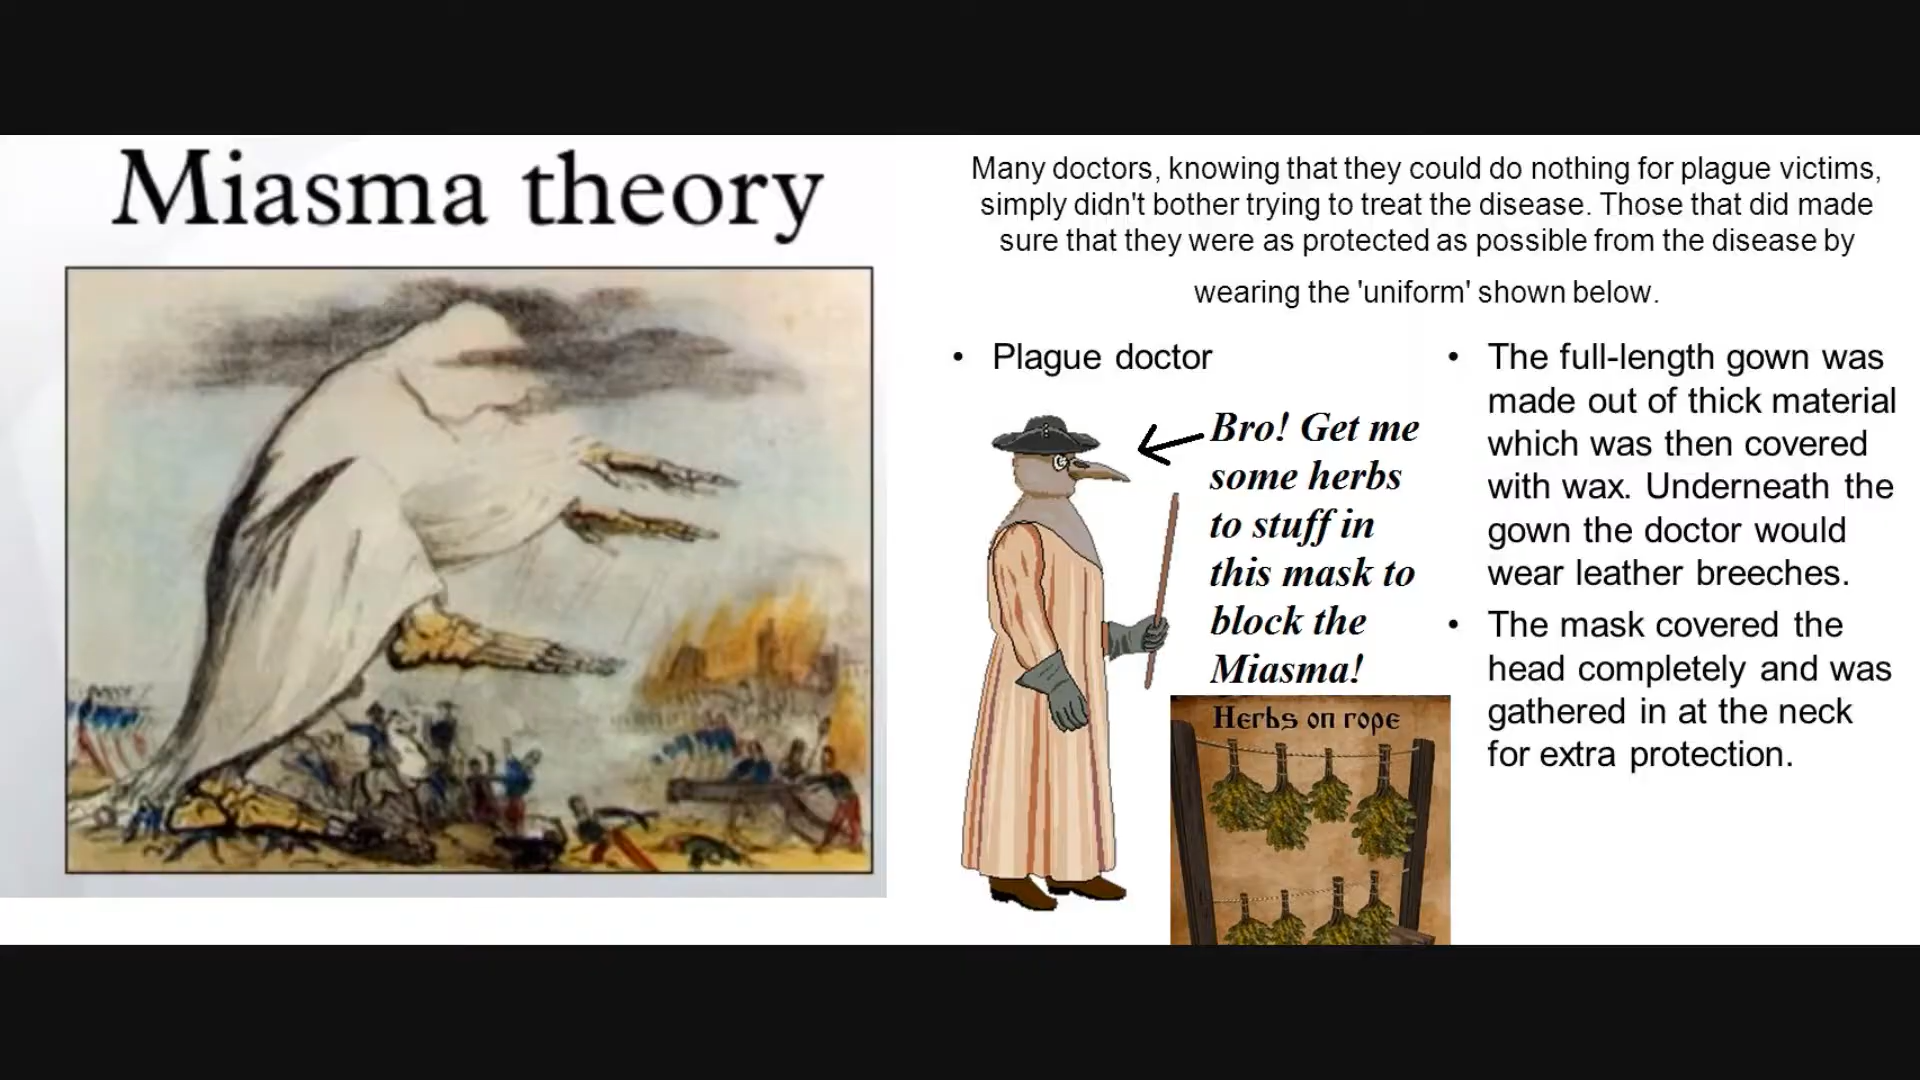 Miasma theory
Many doctors, knowing that they could do nothing for plague victims,
simply didn't bother trying to treat the disease. Those that did made
sure that they were as protected as possible from the disease by
wearing the 'uniform' shown below.
• Plague doctor
Bro! Get me
some herbs
to stuff in
this mask to
block the
Miasma!
Herbs on rope
• The full-length gown was
made out of thick material
which was then covered
with wax. Underneath the
gown the doctor would
wear leather breeches.
• The mask covered the
head completely and was
gathered in at the neck
for extra protection.